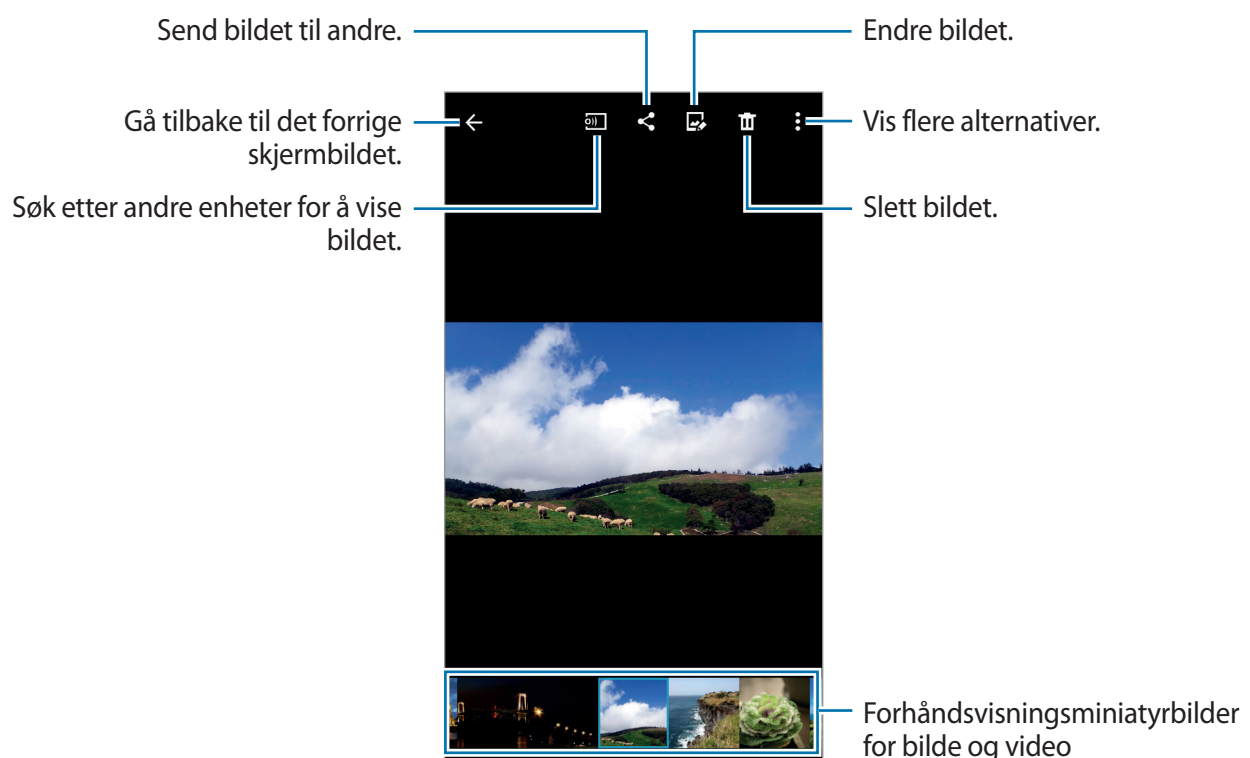 Send bildet til andre.
Endre bildet.
Gå tilbake til det forrige
skjermbildet.
Vis flere alternativer.
Søk etter andre enheter for å vise
bildet.
Slett bildet.
Forhåndsvisningsminiatyrbilder
for bilde og video